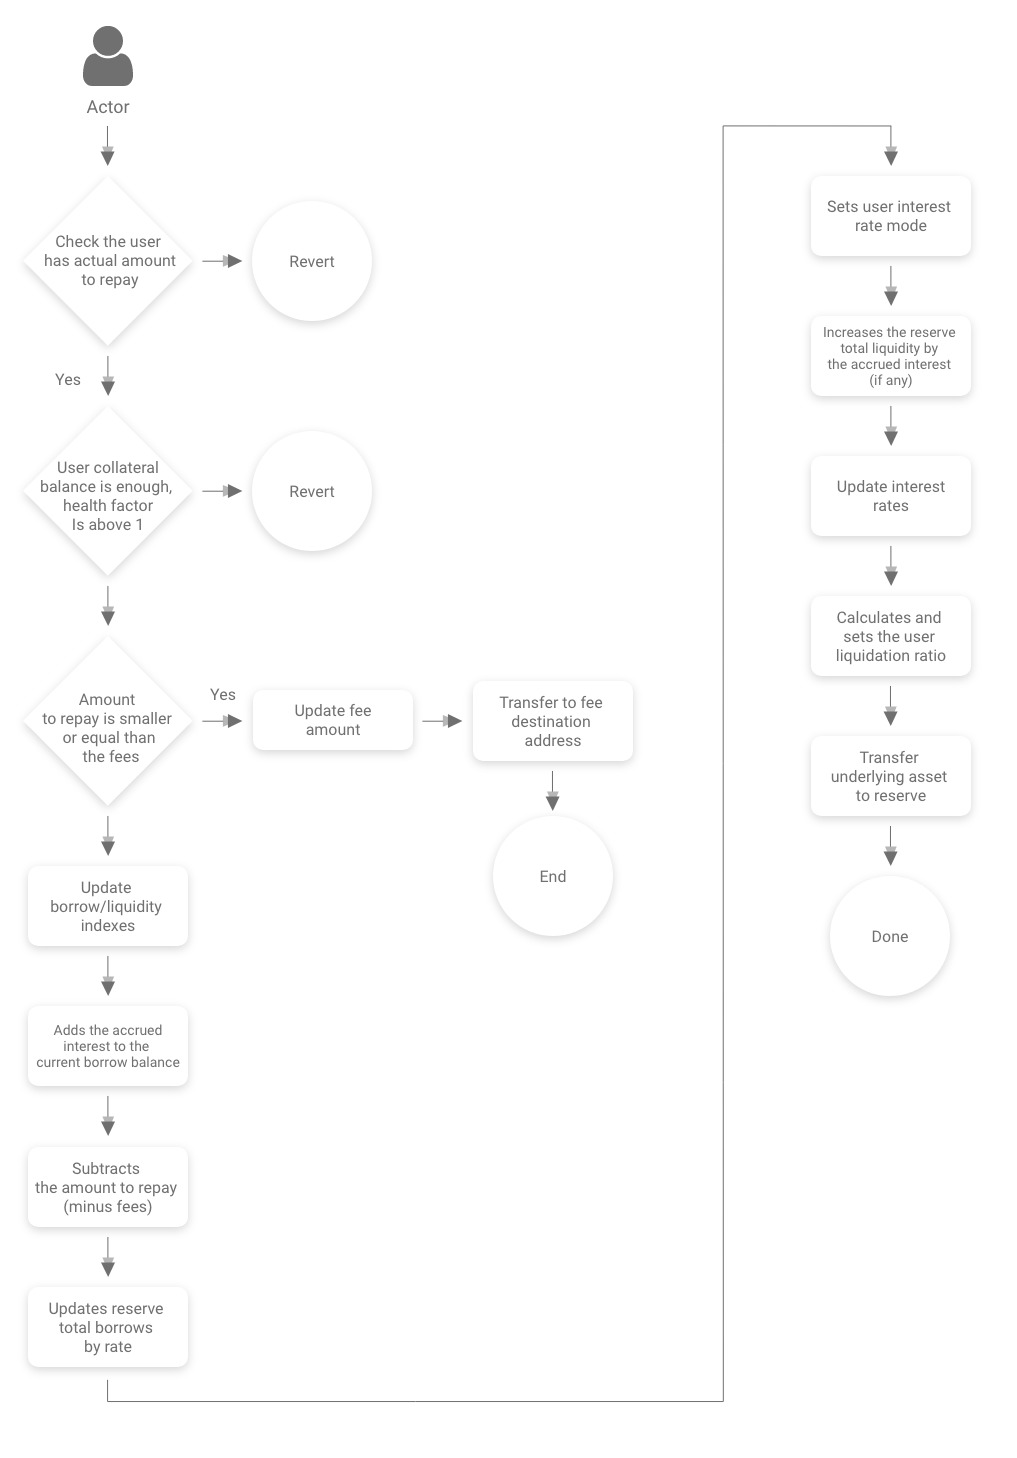 Actor
Check the user
has actual amount
to repay
Revert
Yes
User collateral
balance is enough,
health factor
Is above 1
Revert
Amount
to repay is smaller
or equal than
the fees
Yes
Update fee
amount
Transfer to fee
destination
address
End
Update
borrow/liquidity
indexes
Adds the accrued
interest to the
current borrow balance
Subtracts
the amount to repay
(minus fees)
Updates reserve
total borrows
by rate
Sets user interest
rate mode
Increases the reserve
total liquidity by
the accrued interest
(if any)
Update interest
rates
Calculates and
sets the user
liquidation ratio
Transfer
underlying asset
to reserve
Done